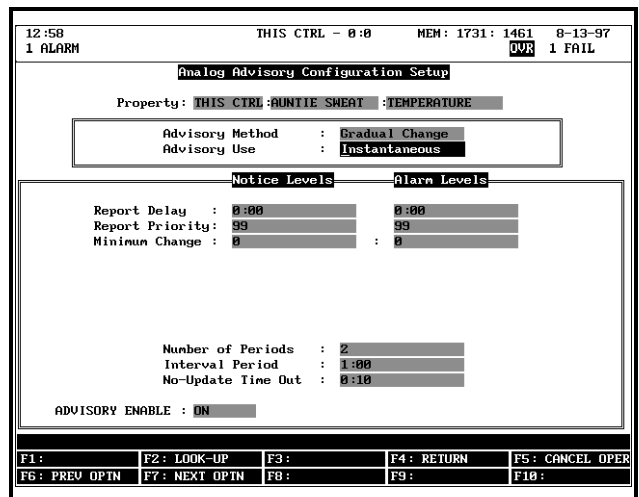 12:58 THIS CTRL - 0:0 MEM: 1731: 1461 8-13-97
1 ALARM OVR 1 FAIL
Analog Advisory Configuration Setup
Property: THIS CTRL :AUNTIE SWEAT :TEMPERATURE
Advisory Method : Gradual Change
Advisory Use : Instantaneous
Notice Levels Alarm Levels
Report Delay : 0:00 0:00
Report Priority: 99 99
Minimum Change : 0 : 0
Number of Periods : 2
Interval Period : 1:00
No-Update Time Out : 0:10
ADVISORY ENABLE : ON
F1: F2: LOOK-UP F3: F4: RETURN F5: CANCEL OPER
F6: PREV OPTN F7: NEXT OPTN F8: F9: F10: